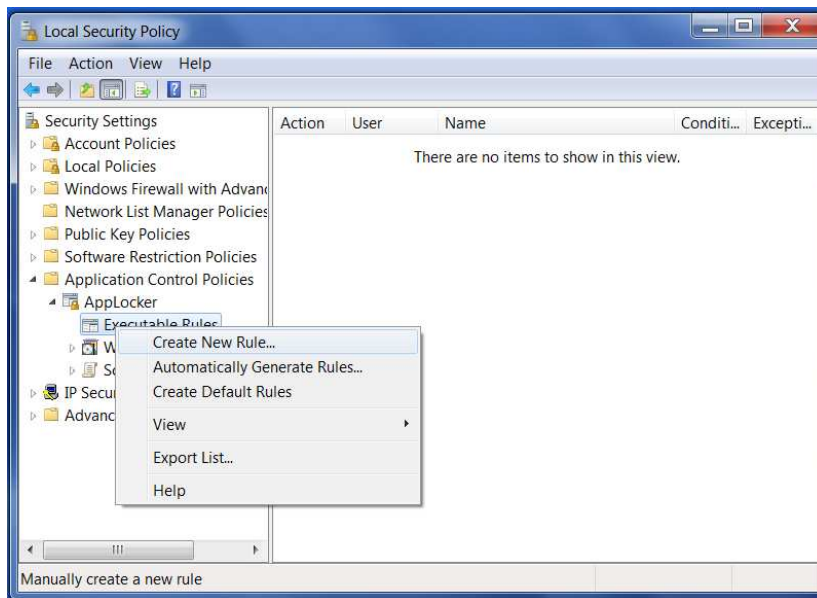 Local Security Policy
File Action View Help
Security Settings
Account Policies
Local Policies
Windows Firewall with Advan
Network List Manager Policies
Public Key Policies
Software Restriction Policies
Application Control Policies
AppLocker
Executable Rules
W
Sc
IP Secu
Advanc
Action User Name Conditi... Excepti...
There are no items to show in this view.
Create New Rule...
Automatically Generate Rules...
Create Default Rules
View
Export List...
Help
Manually create a new rule